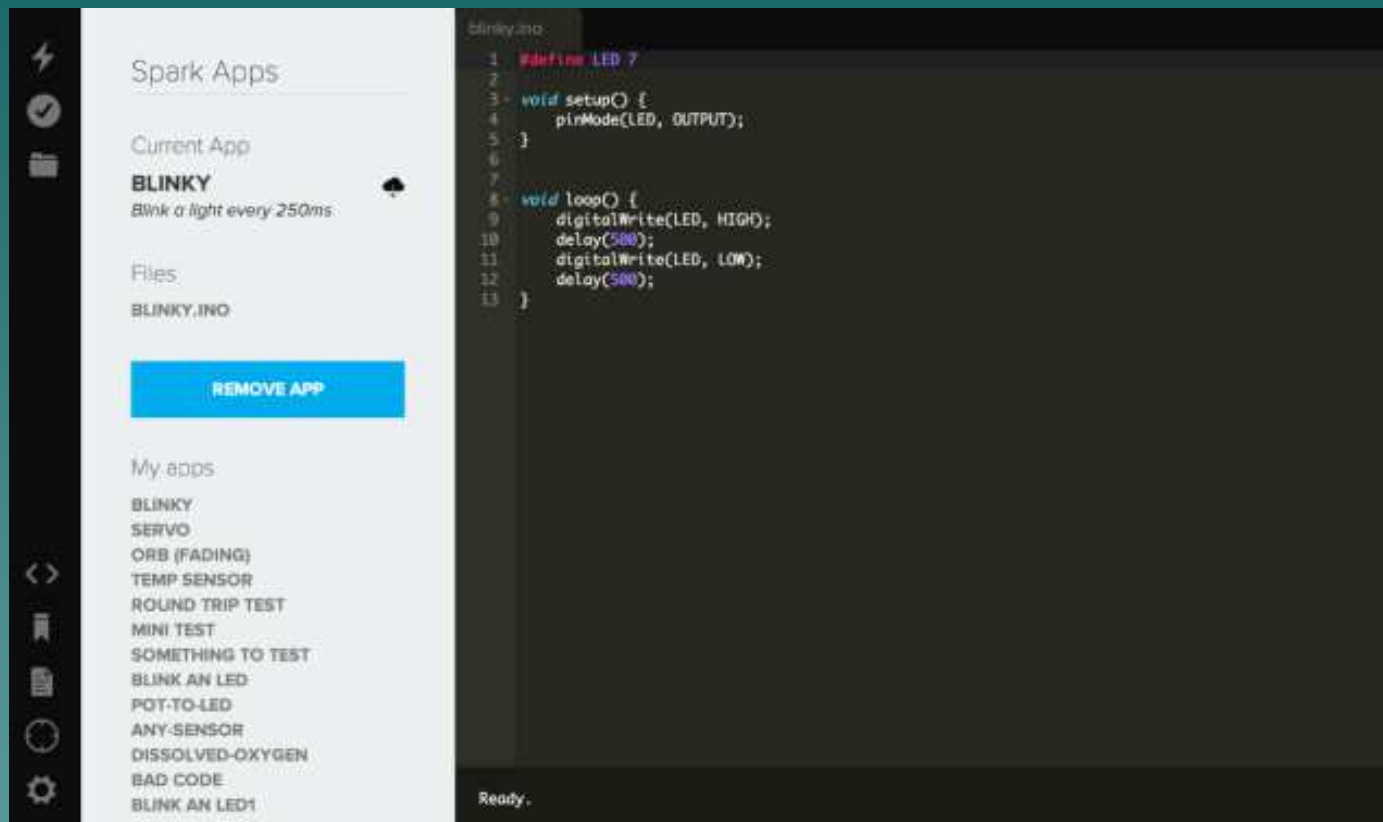 Spark Apps
Current App
BLINKY
Blink a light every 250ms
Files
BLINKY.INO
REMOVE APP
My apps
BLINKY
SERVO
ORB (FADING)
TEMP SENSOR
ROUND TRIP TEST
MINI TEST
SOMETHING TO TEST
BLINK AN LED
POT-TO-LED
ANY-SENSOR
DISSOLVED-OXYGEN
BAD CODE
BLINK AN LED1
blinky.ino
1 #define LED 7
2
3 void setup() {
4 pinMode(LED, OUTPUT);
5 }
6
7
8 void loop() {
9 digitalWrite(LED, HIGH);
10 delay(500);
11 digitalWrite(LED, LOW);
12 delay(500);
13 }
Ready.